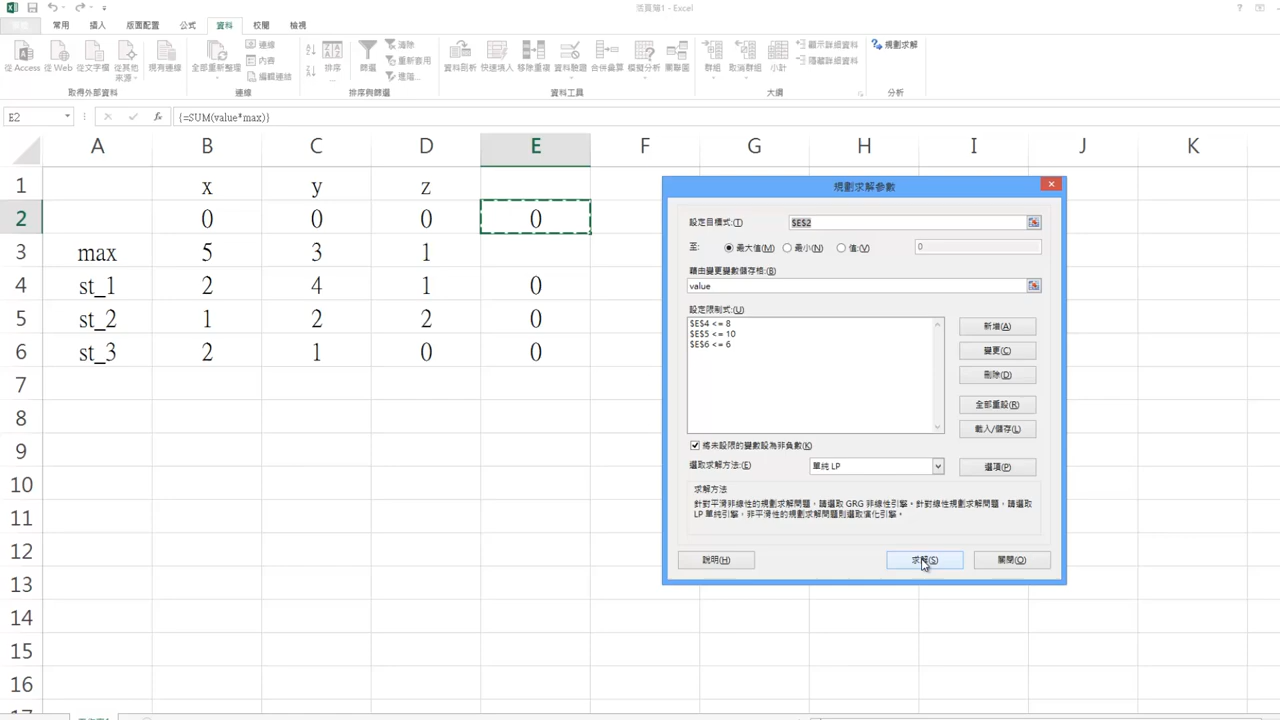 活頁簿1 - Excel
常用 插入 版面配置 公式 資料 校閱 檢視
從 Access 從 Web 從文字檔 從其他來源 現有連線 全部重新整理 連線 內容 編輯連結 排序 篩選 清除 重新套用 進階... 資料剖析 快速填入 移除重複 資料驗證 合併彙算 模擬分析 關聯圖 群組 取消群組 小計 顯示詳細資料 隱藏詳細資料 規劃求解
取得外部資料 連線 排序與篩選 資料工具 大綱 分析
E2 fx {=SUM(value*max)}
A B C D E F G H I J K
1 x y z
2 0 0 0 0
3 max 5 3 1
4 st_1 2 4 1 0
5 st_2 1 2 2 0
6 st_3 2 1 0 0
7
8
9
10
11
12
13
14
15
16
17
規劃求解參數
設定目標式:(T) $E$2
至: 最大值(M) 最小(N) 值:(V) 0
藉由變更變數儲存格:(B)
value
設定限制式:(U)
$E$4 <= 8
$E$5 <= 10
$E$6 <= 6
新增(A)
變更(C)
刪除(D)
全部重設(R)
載入/儲存(L)
將未設限的變數設為非負數(K)
選取求解方法:(E) 單純 LP 選項(P)
求解方法
針對平滑非線性的規劃求解問題，請選取 GRG 非線性引擎。針對線性規劃求解問題，請選取
LP 單純引擎，非平滑性的規劃求解問題則選取演化引擎。
說明(H) 求解(S) 關閉(O)